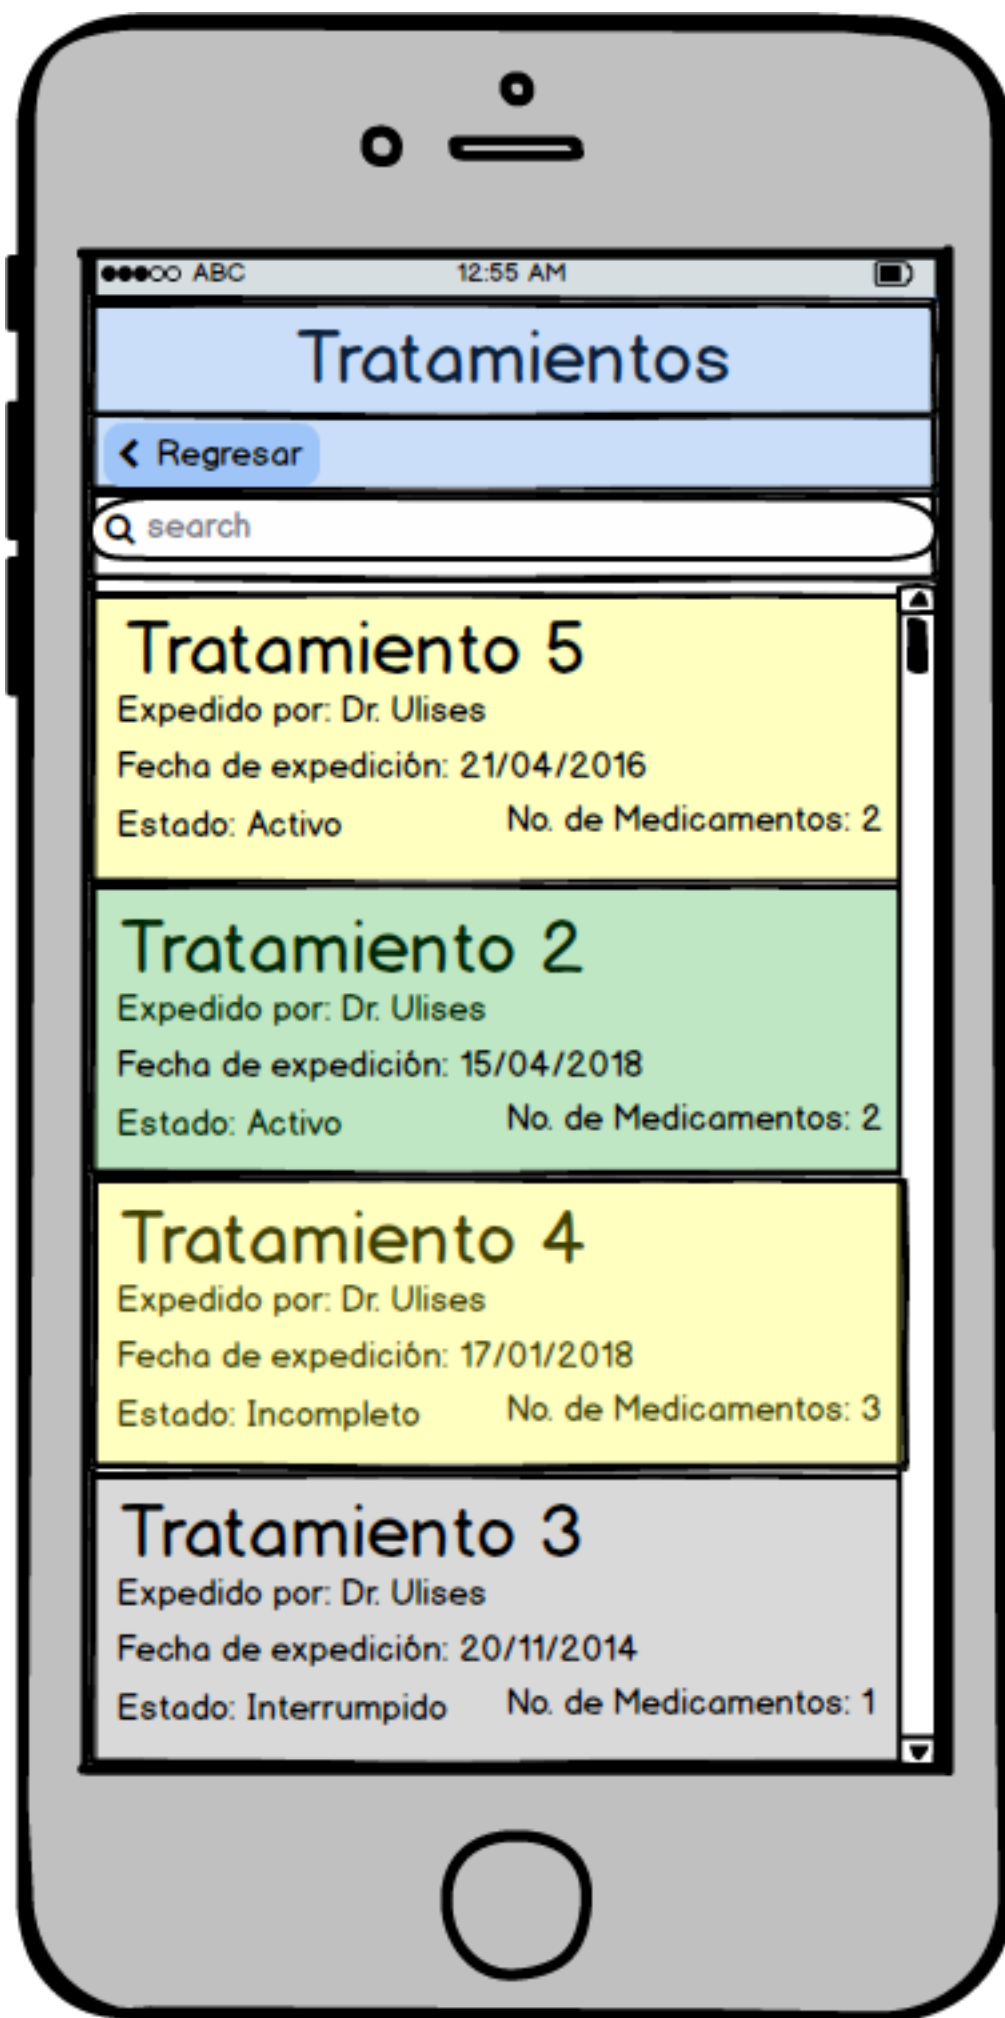 ABC 12:55 AM
Tratamientos
Regresar
search
Tratamiento 5
Expedido por: Dr. Ulises
Fecha de expedición: 21/04/2016
Estado: Activo No. de Medicamentos: 2
Tratamiento 2
Expedido por: Dr. Ulises
Fecha de expedición: 15/04/2018
Estado: Activo No. de Medicamentos: 2
Tratamiento 4
Expedido por: Dr. Ulises
Fecha de expedición: 17/01/2018
Estado: Incompleto No. de Medicamentos: 3
Tratamiento 3
Expedido por: Dr. Ulises
Fecha de expedición: 20/11/2014
Estado: Interrumpido No. de Medicamentos: 1